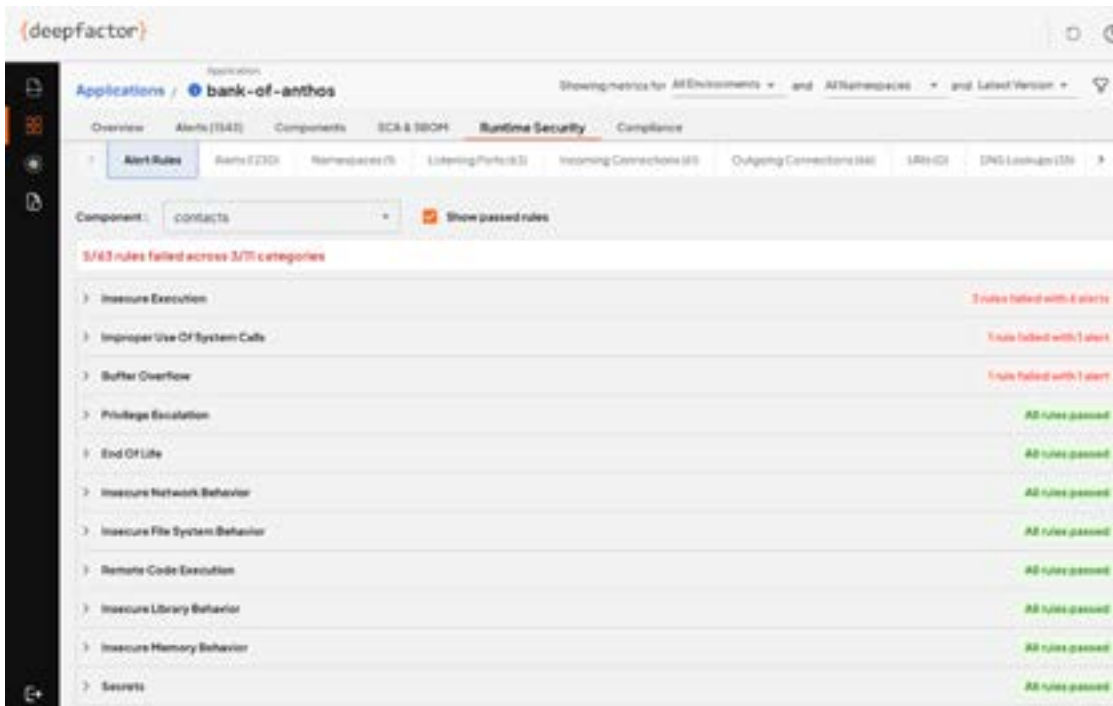 {deepfactor}
Application
Applications / bank-of-anthos
Showing metrics for All Environments and All Namespaces and Latest Version
Overview Alerts (1543) Components SCA & SBOM Runtime Security Compliance
Alert Rules Alerts (230) Namespaces (1) Listening Ports (63) Incoming Connections (61) Outgoing Connections (66) URIs (0) DNS Lookups (35)
Component: contacts Show passed rules
5/63 rules failed across 3/11 categories
Insecure Execution 3 rules failed with alerts
Improper Use Of System Calls 1 rule failed with 1 alert
Buffer Overflow 1 rule failed with 1 alert
Privilege Escalation All rules passed
End Of Life All rules passed
Insecure Network Behavior All rules passed
Insecure File System Behavior All rules passed
Remote Code Execution All rules passed
Insecure Library Behavior All rules passed
Insecure Memory Behavior All rules passed
Secrets All rules passed